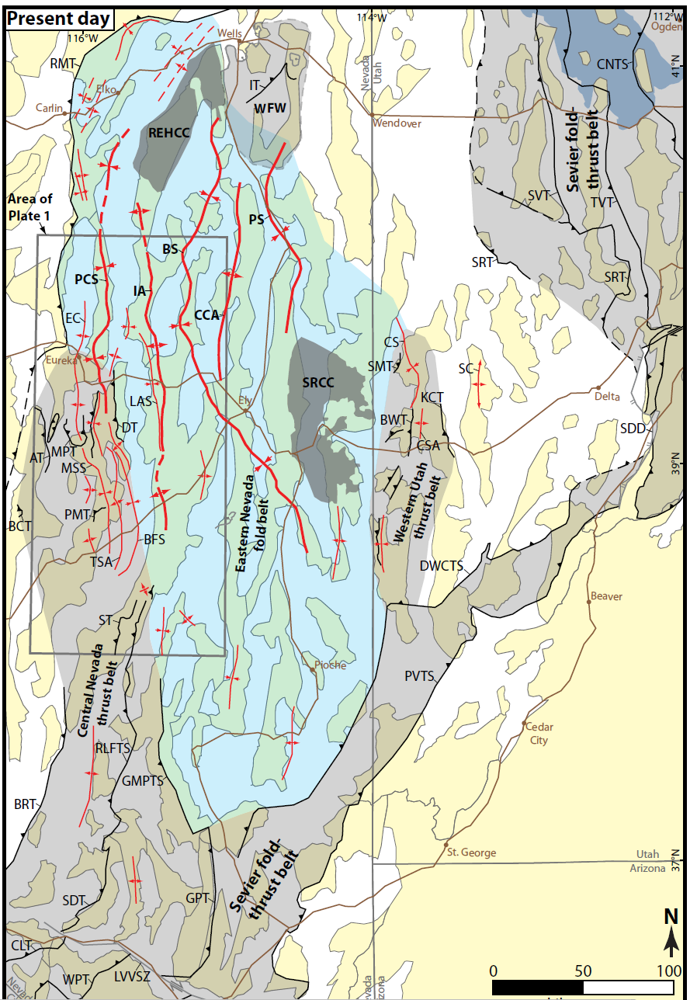 Present day
116°W
114°W
112°W
Ogden
Wells
RMT
IT
CNTS
41°N
Nevada
Utah
Elko
Carlin
WFW
Wendover
REHCC
Sevier fold-
thrust belt
Area of
Plate 1
SVT
TVT
PS
BS
SRT
PCS
IA
SRT
CCA
EC
CS
Eureka
SMT
SC
SRCC
KCT
Delta
LAS
Ely
BWT
DT
SDD
CSA
AT
MPT
MSS
39°N
Eastern Nevada
fold belt
Western Utah
thrust belt
PMT
BCT
BFS
TSA
DWCTS
Beaver
ST
Pioche
PVTS
Central Nevada
thrust belt
Cedar
City
RLFTS
GMPTS
BRT
St. George
Utah
Arizona
37°N
Sevier fold-
thrust belt
SDT
GPT
N
CLT
LVVSZ
WPT
0
50
100